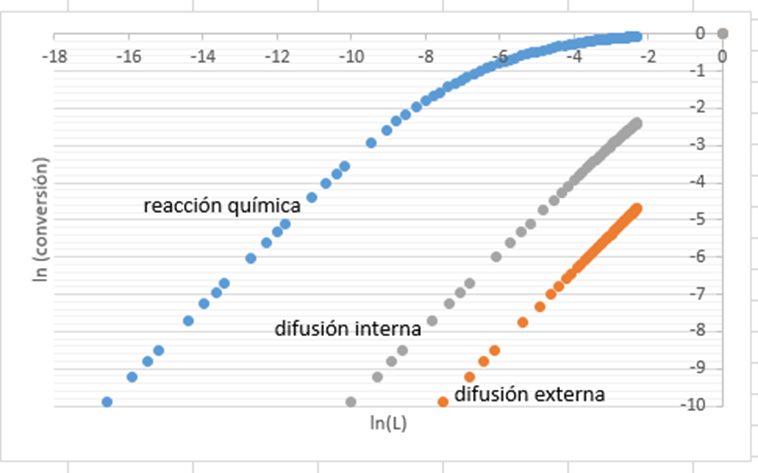 0
-18 -16 -14 -12 -10 -8 -6 -4 -2 0
-1
-2
-3
-4
-5
-6
-7
-8
-9
-10
ln (conversión)
reacción química
difusión interna
difusión externa
ln(L)